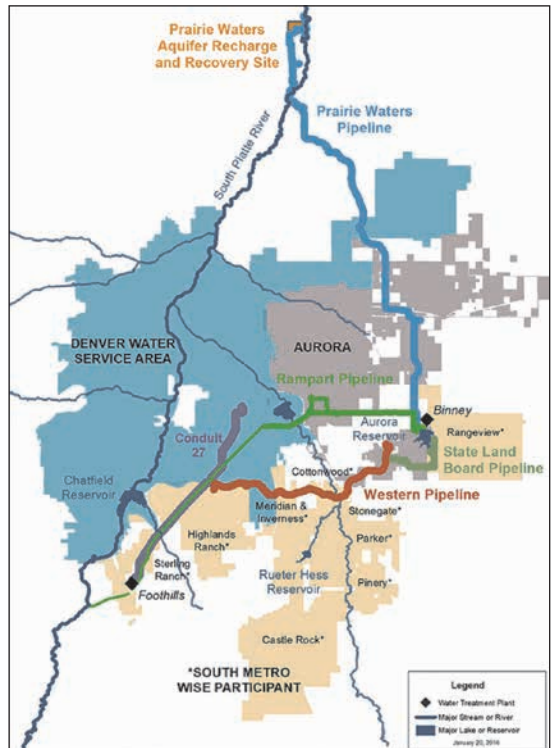 Prairie Waters
Aquifer Recharge
and Recovery Site
Prairie Waters
Pipeline
South Platte River
DENVER WATER
SERVICE AREA
AURORA
Rampart Pipeline
Binney
Aurora
Reservoir
Rangeview*
Conduit
27
State Land
Board Pipeline
Cottonwood*
Chatfield
Reservoir
Western Pipeline
Meridian &
Inverness*
Stonegate*
Highlands
Ranch*
Parker*
Sterling
Ranch*
Rueter Hess
Reservoir
Pinery*
Foothills
Castle Rock*
*SOUTH METRO
WISE PARTICIPANT
Legend
Water Treatment Plant
Major Stream or River
Major Lake or Reservoir
January 20, 2014